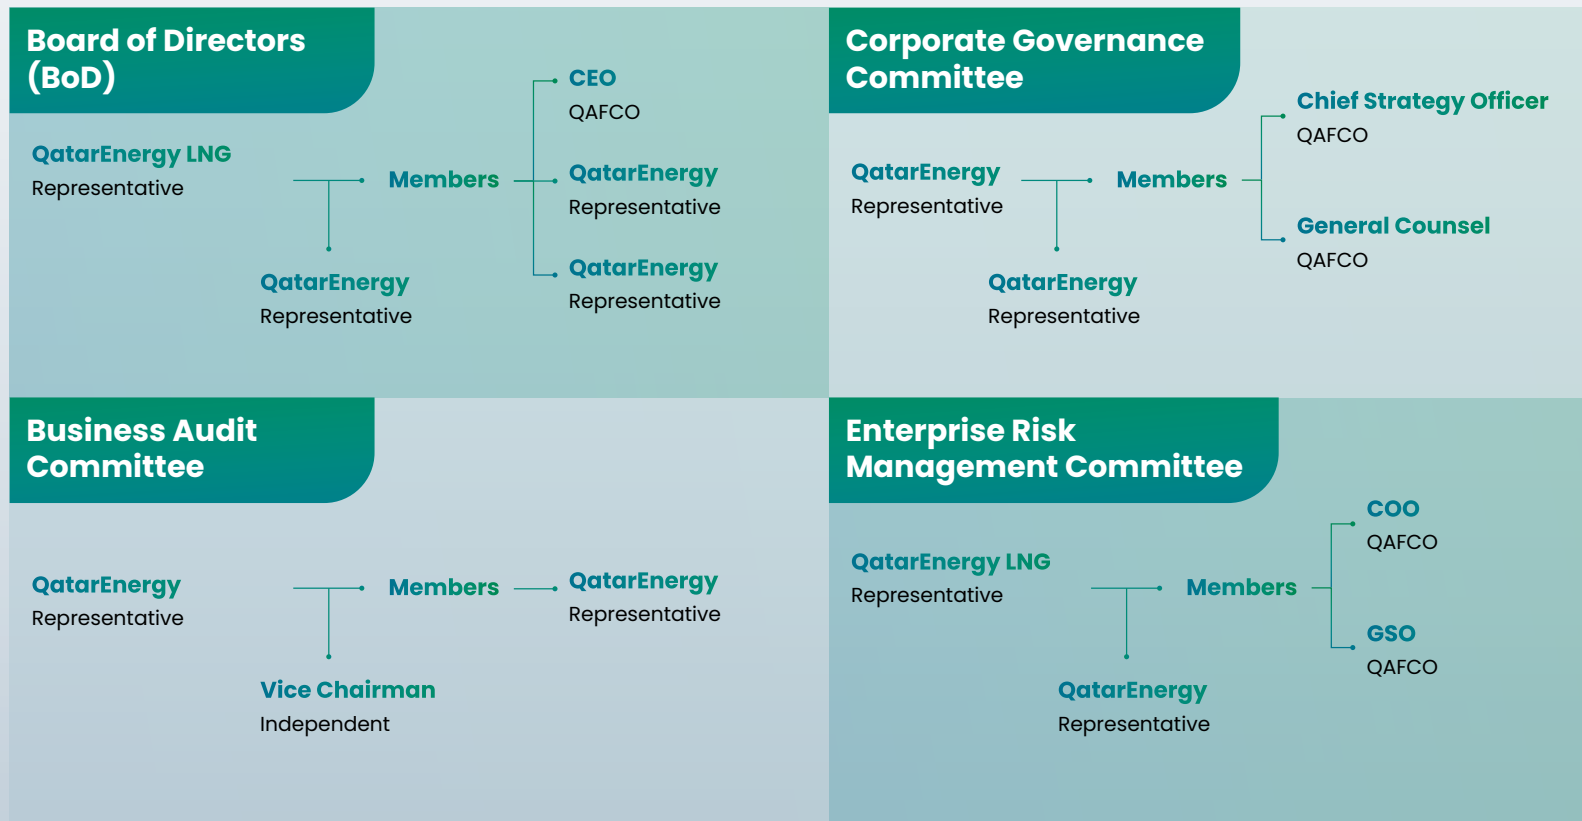 Board of Directors
(BoD)
QatarEnergy LNG
Representative
QatarEnergy
Representative
Members
CEO
QAFCO
QatarEnergy
Representative
QatarEnergy
Representative
Corporate Governance
Committee
QatarEnergy
Representative
QatarEnergy
Representative
Members
Chief Strategy Officer
QAFCO
General Counsel
QAFCO
Business Audit
Committee
QatarEnergy
Representative
Vice Chairman
Independent
Members
QatarEnergy
Representative
Enterprise Risk
Management Committee
QatarEnergy LNG
Representative
QatarEnergy
Representative
Members
COO
QAFCO
GSO
QAFCO